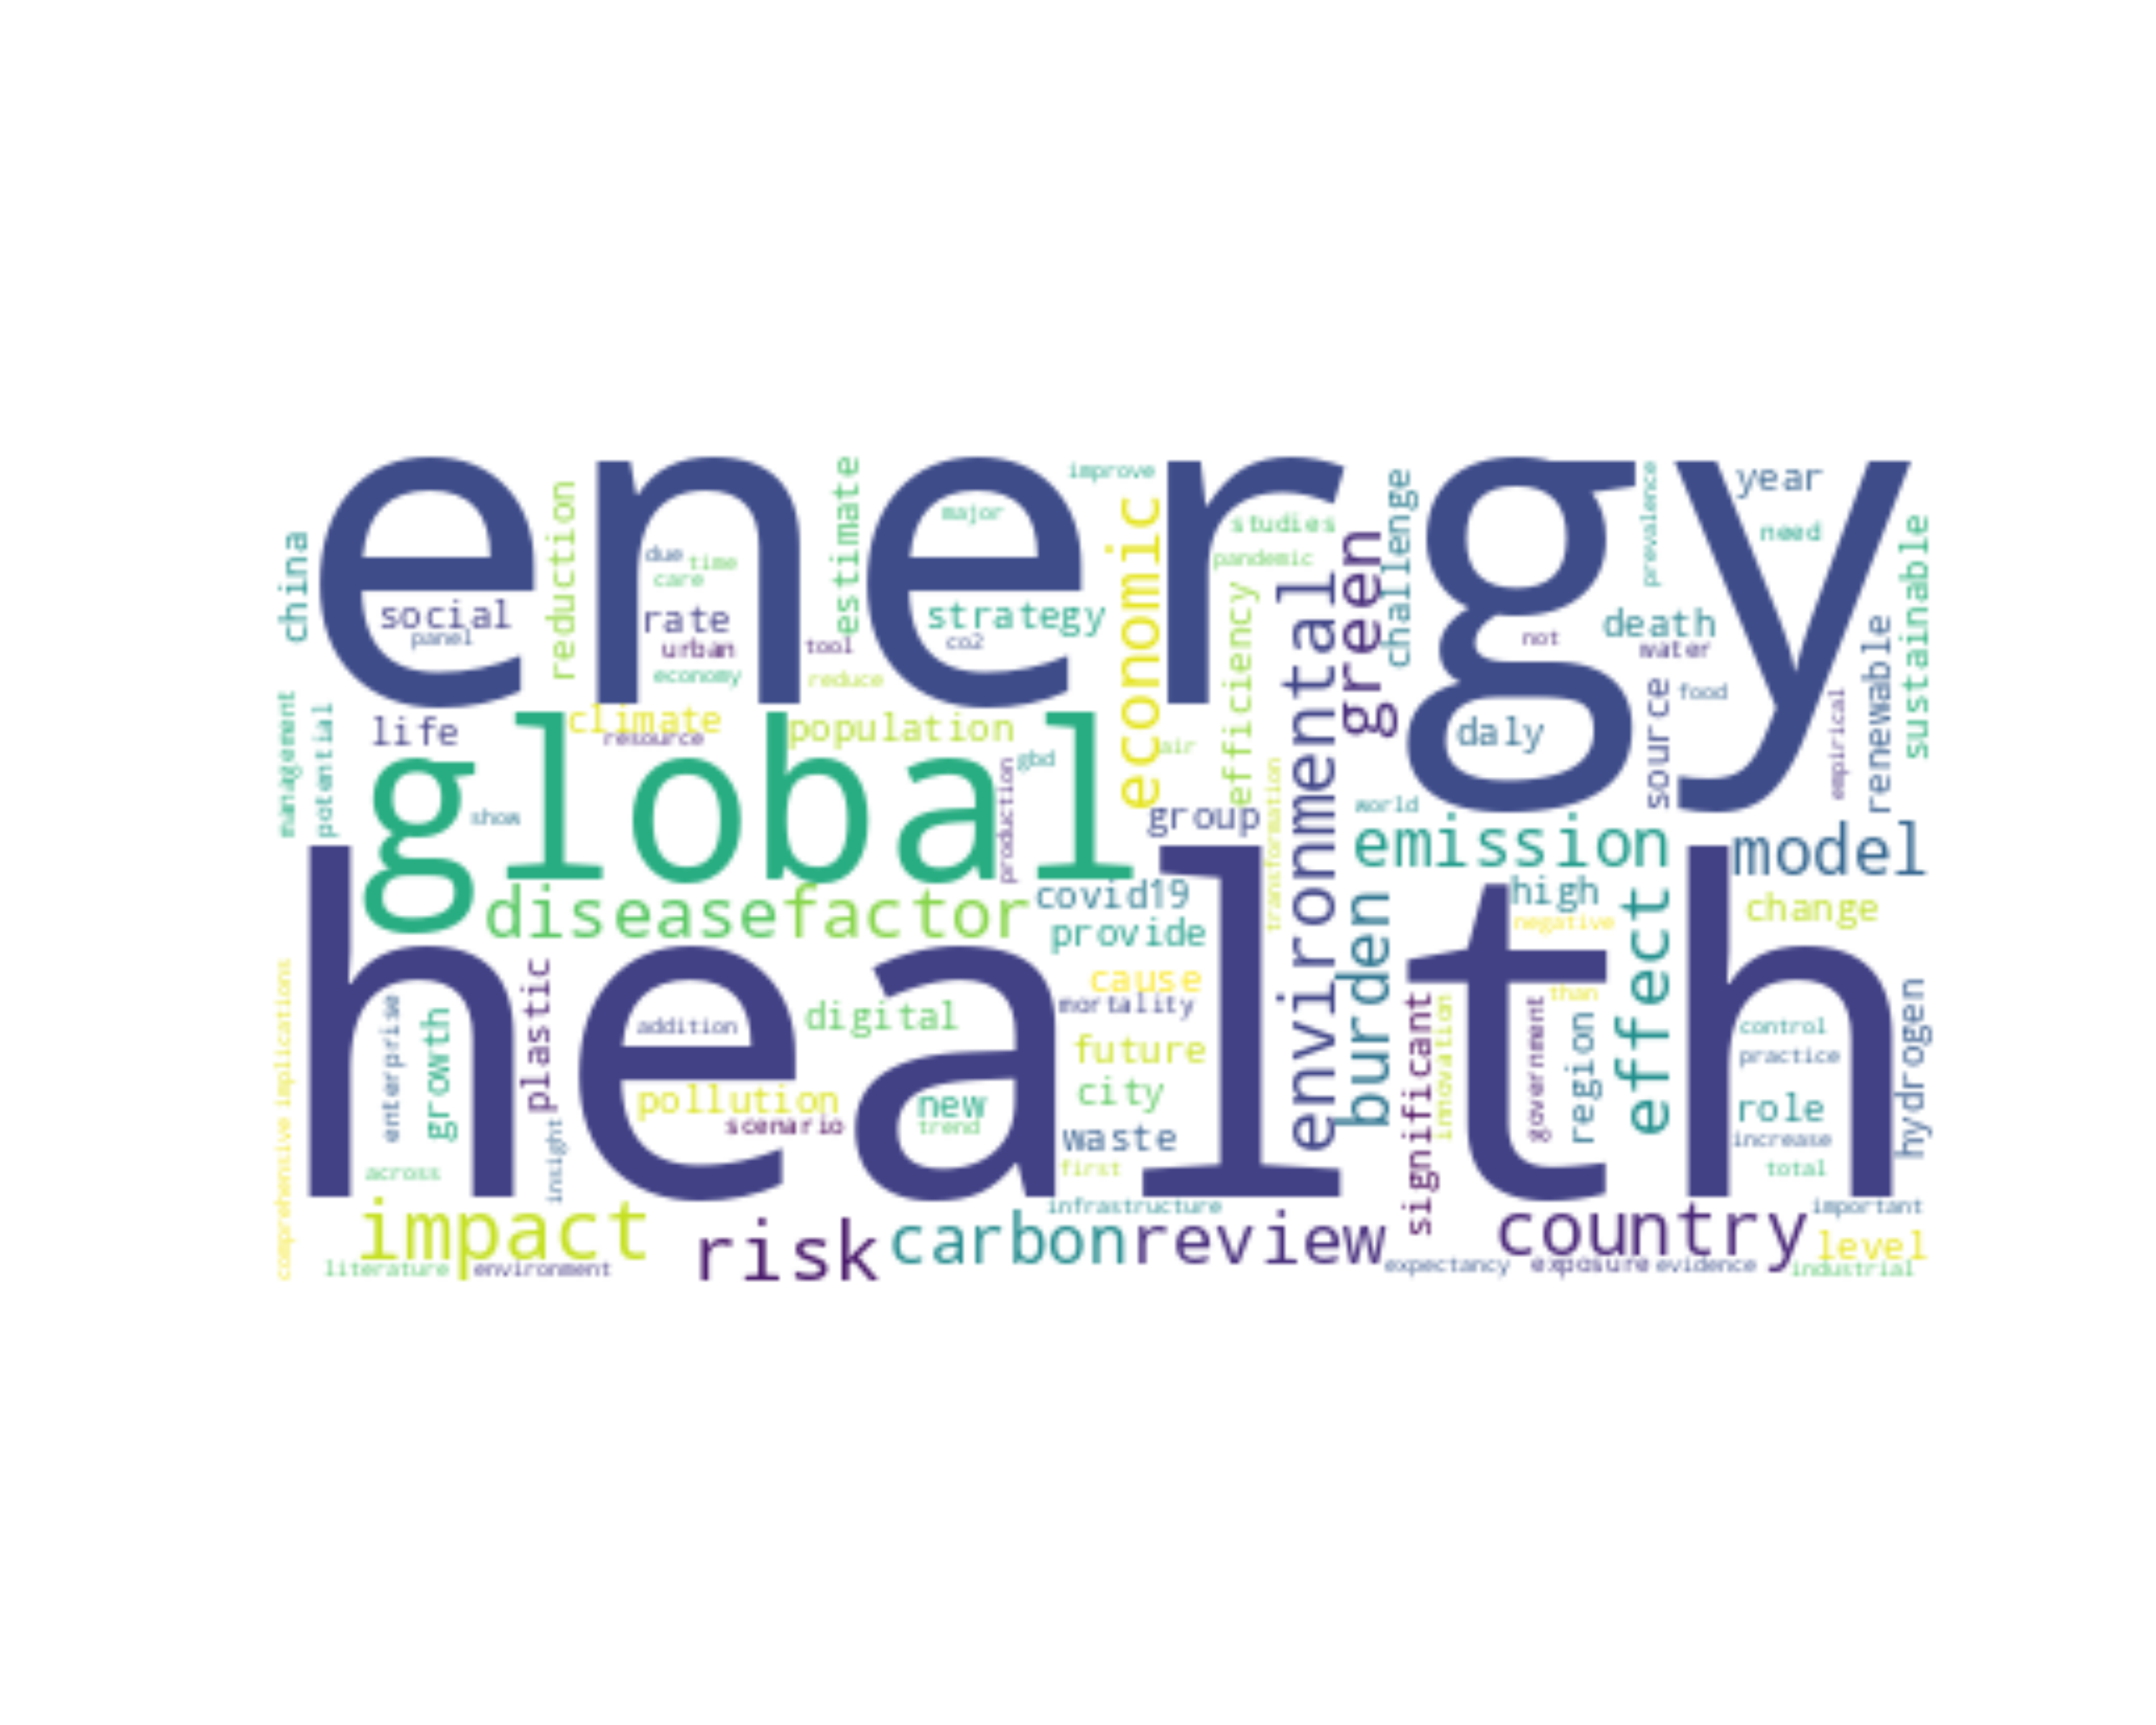 energy
improve
year
estimate
reduction
major
economic
studies
challenge
prevalence
need
china
due
time
care
pandemic
green
sustainable
social
panel
rate
urban
tool
strategy
co2
efficiency
environmental
not
death
water
economy
reduce
renewable
source
food
management
potential
life
climate
resource
population
air
daly
empirical
global
gbd
show
production
group
transformation
world
emission
model
disease
factor
covid19
provide
burden
high
negative
effect
change
health
comprehensive implications
enterprise
growth
plastic
addition
digital
cause
mortality
future
significant
innovation
than
government
region
control
practice
hydrogen
pollution
scenario
new
trend
city
waste
first
role
increase
total
insight
across
infrastructure
important
impact
risk
carbon
review
country
level
literature
environment
expectancy
exposure
evidence
industrial